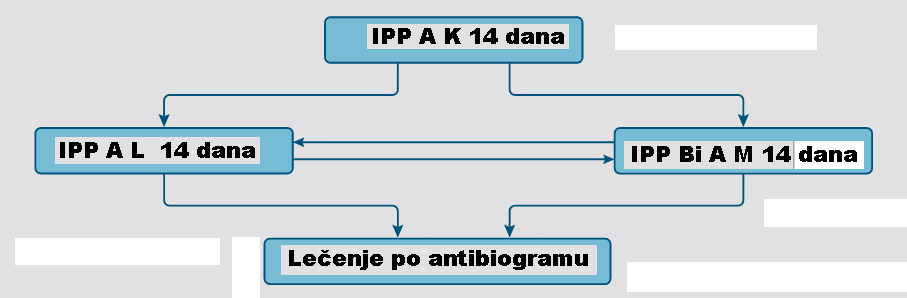 IPP A K 14 dana
IPP A L 14 dana
IPP Bi A M 14 dana
Lečenje po antibiogramu